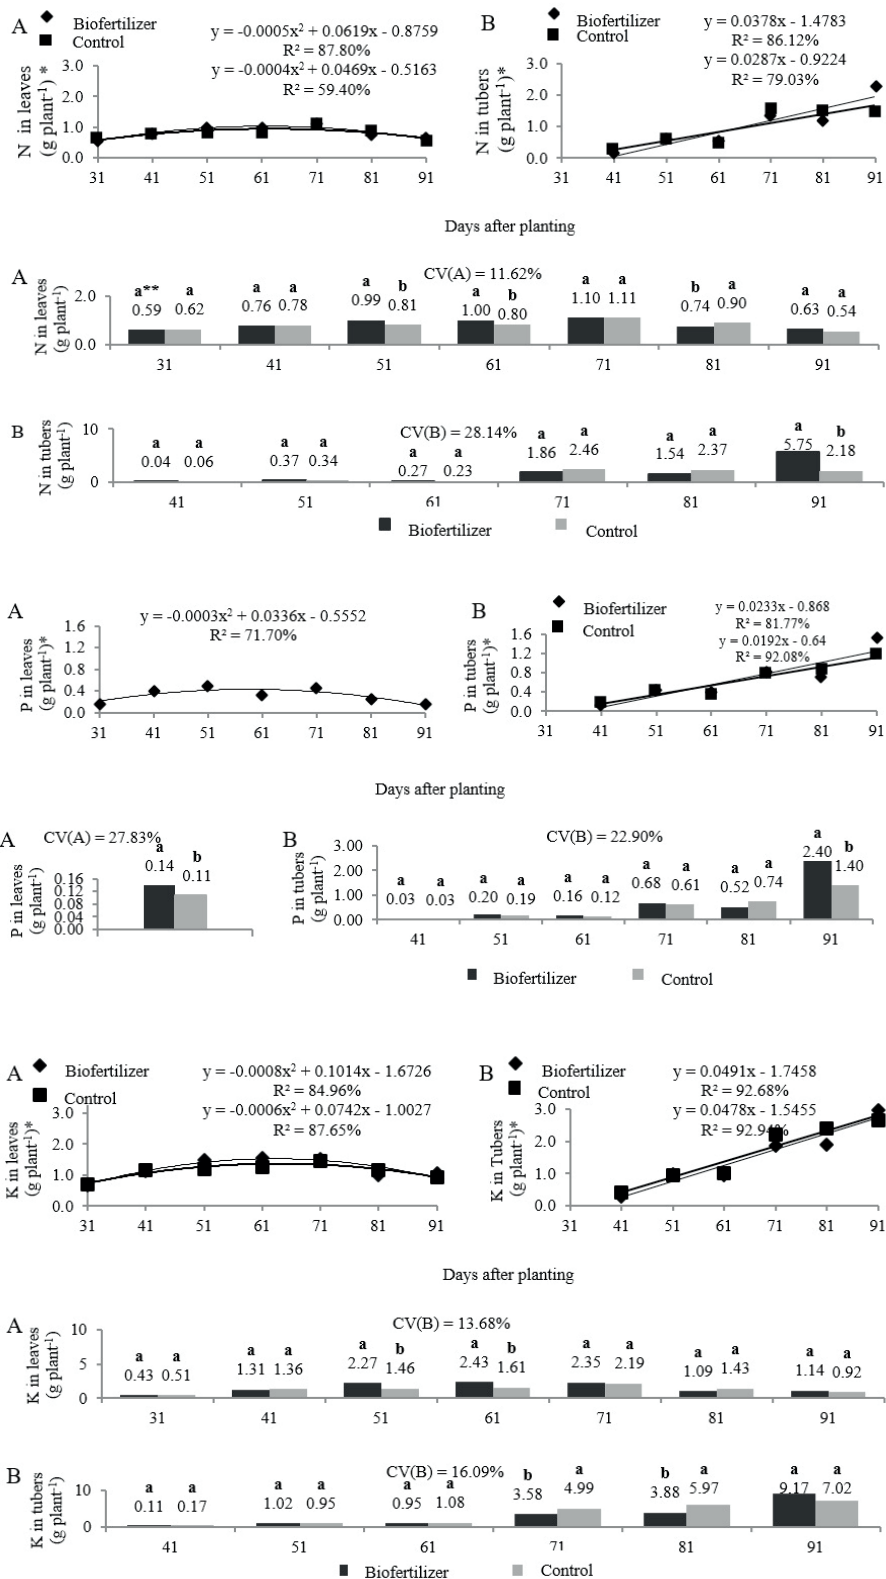 A
Biofertilizer
Control
y = -0.0005x² + 0.0619x - 0.8759
R² = 87.80%
y = -0.0004x² + 0.0469x - 0.5163
R² = 59.40%
N in leaves
(g plant⁻¹) *
3.0
2.0
1.0
0.0
31 41 51 61 71 81 91
B
Biofertilizer
Control
y = 0.0378x - 1.4783
R² = 86.12%
y = 0.0287x - 0.9224
R² = 79.03%
N in tubers
(g plant⁻¹)*
3.0
2.0
1.0
0.0
31 41 51 61 71 81 91
Days after planting
A
CV(A) = 11.62%
N in leaves
(g plant⁻¹)
2.0
0.0
a** a a a a b a b a a b a a a
0.59 0.62 0.76 0.78 0.99 0.81 1.00 0.80 1.10 1.11 0.74 0.90 0.63 0.54
31 41 51 61 71 81 91
B
CV(B) = 28.14%
N in tubers
(g plant⁻¹)
10
0
a a a a a a a a a a a b
0.04 0.06 0.37 0.34 0.27 0.23 1.86 2.46 1.54 2.37 5.75 2.18
41 51 61 71 81 91
Biofertilizer Control
A
y = -0.0003x² + 0.0336x - 0.5552
R² = 71.70%
P in leaves
(g plant⁻¹)*
1.6
1.2
0.8
0.4
0.0
31 41 51 61 71 81 91
B
Biofertilizer
Control
y = 0.0233x - 0.868
R² = 81.77%
y = 0.0192x - 0.64
R² = 92.08%
P in tubers
(g plant⁻¹)*
1.6
1.2
0.8
0.4
0.0
31 41 51 61 71 81 91
Days after planting
A
CV(A) = 27.83%
P in leaves
(g plant⁻¹)
0.16
0.12
0.08
0.04
0.00
a b
0.14 0.11
B
CV(B) = 22.90%
P in tubers
(g plant⁻¹)
3.00
2.00
1.00
0.00
a a a a a a a a a a a b
0.03 0.03 0.20 0.19 0.16 0.12 0.68 0.61 0.52 0.74 2.40 1.40
41 51 61 71 81 91
Biofertilizer Control
A
Biofertilizer
Control
y = -0.0008x² + 0.1014x - 1.6726
R² = 84.96%
y = -0.0006x² + 0.0742x - 1.0027
R² = 87.65%
K in leaves
(g plant⁻¹)*
3.0
2.0
1.0
0.0
31 41 51 61 71 81 91
B
Biofertilizer
Control
y = 0.0491x - 1.7458
R² = 92.68%
y = 0.0478x - 1.5455
R² = 92.94%
K in Tubers
(g plant⁻¹)*
3.0
2.0
1.0
0.0
31 41 51 61 71 81 91
Days after planting
A
CV(B) = 13.68%
K in leaves
(g plant⁻¹)
10
5
0
a a a a a b a b a a a a a a
0.43 0.51 1.31 1.36 2.27 1.46 2.43 1.61 2.35 2.19 1.09 1.43 1.14 0.92
31 41 51 61 71 81 91
B
CV(B) = 16.09%
K in tubers
(g plant⁻¹)
10
0
a a a a a a b a b a a a
0.11 0.17 1.02 0.95 0.95 1.08 3.58 4.99 3.88 5.97 9.17 7.02
41 51 61 71 81 91
Biofertilizer Control